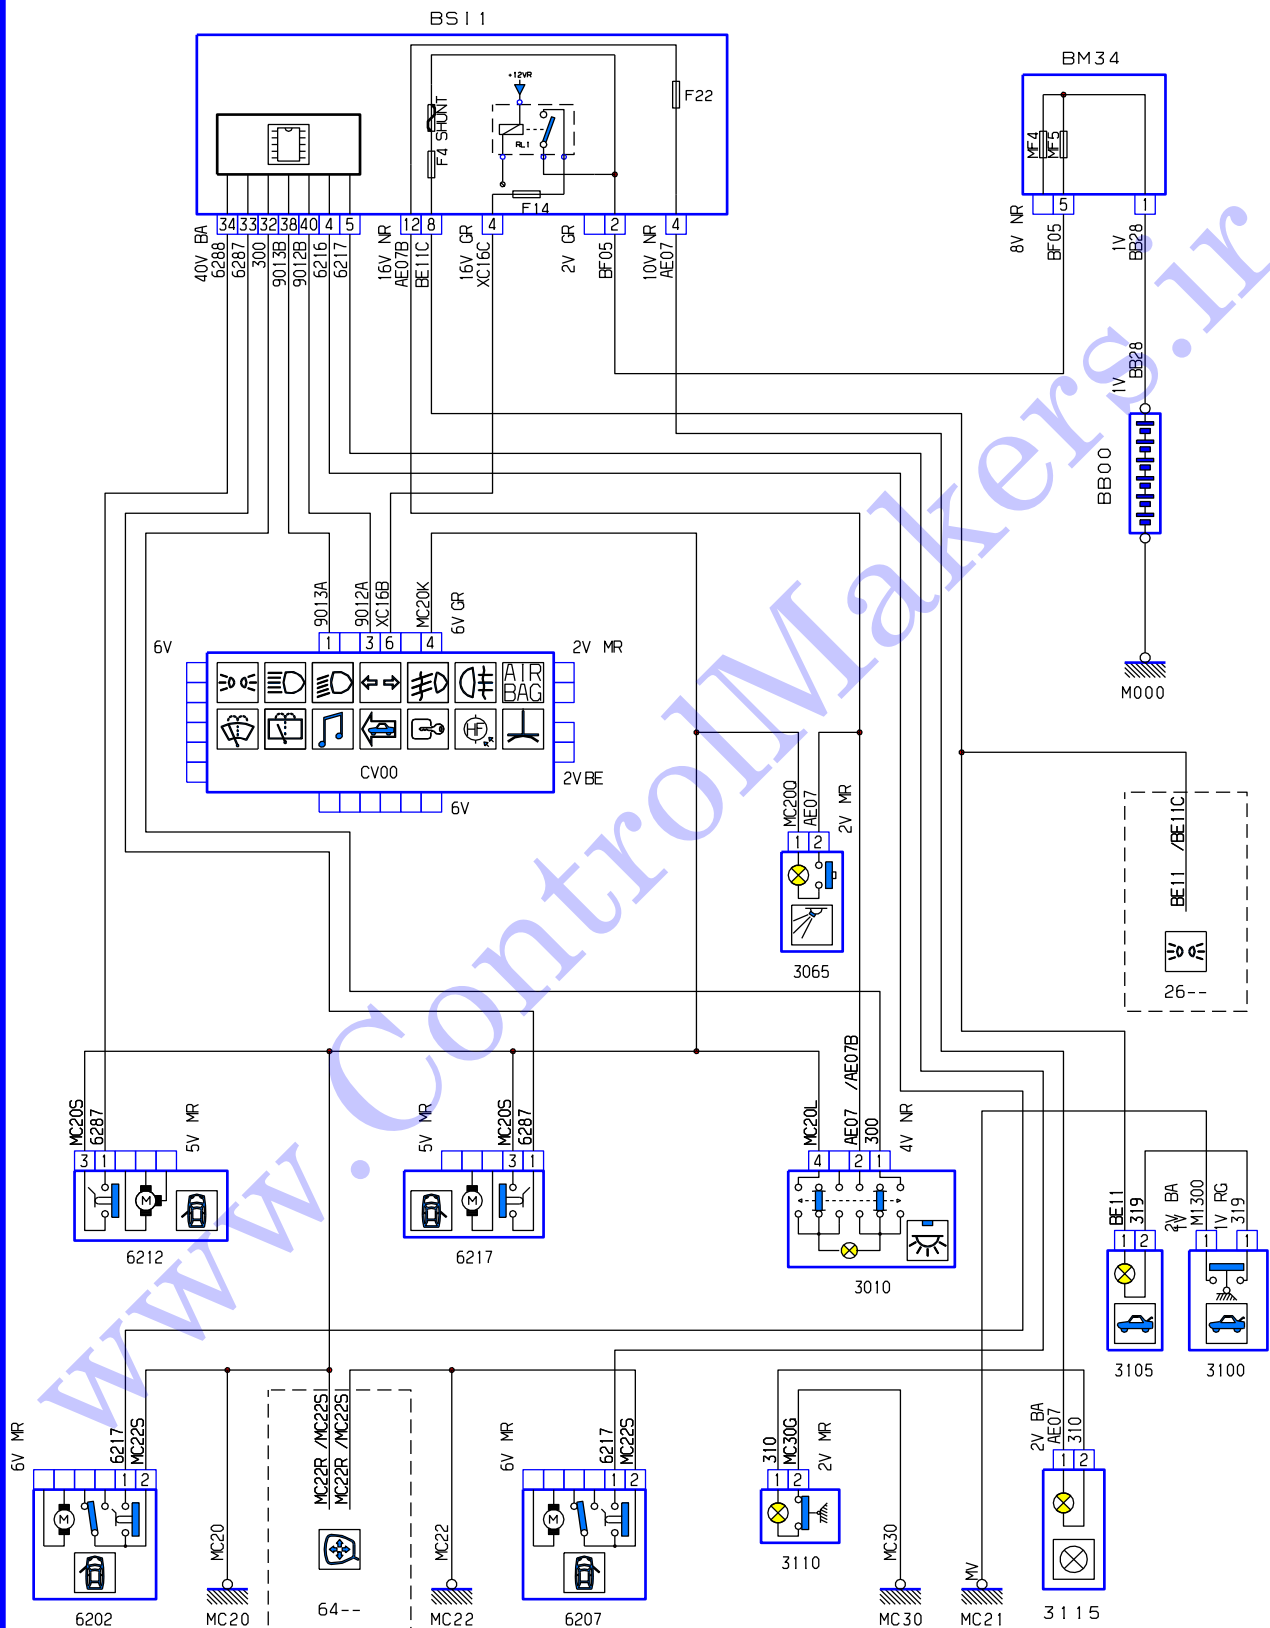 BSI1
BM34
+12VR
F4 SHUNT
RL1
F14
F22
MF4
MF5
34 33 32 38 40 4 5
12 8
4
2
4
5
1
40V BA
6288
6287
300
9013B
9012B
6216
6217
16V NR
AE07B
BE11C
16V GR
XC16C
2V GR
BF05
10V NR
AE07
8V NR
BF05
1V
BB28
1V
BB28
BB00
M000
9013A
9012A
XC16B
MC20K
6V GR
6V
1 3 6 4
2V MR
AIR
BAG
CV00
2V BE
6V
MC20Q
AE07
2V MR
1 2
3065
BE11 /BE11C
26--
MC20S
6287
5V MR
3 1
6212
M
5V MR
MC20S
6287
3 1
6217
M
MC20L
AE07 /AE07B
300
4V NR
4 2 1
3010
BE11
319
2V BA
1V
M1300
1V RG
319
1 2
1 1
3105
3100
6V MR
6217
MC22S
1 2
M
6202
MC20
MC20
MC22R /MC22S
MC22R /MC22S
64--
MC22
MC22
6V MR
6217
MC22S
1 2
M
6207
310
MC30G
2V MR
1 2
3110
MC30
MC30
MV
MC21
2V BA
AE07
310
1 2
3115
www.ControlMakers.ir